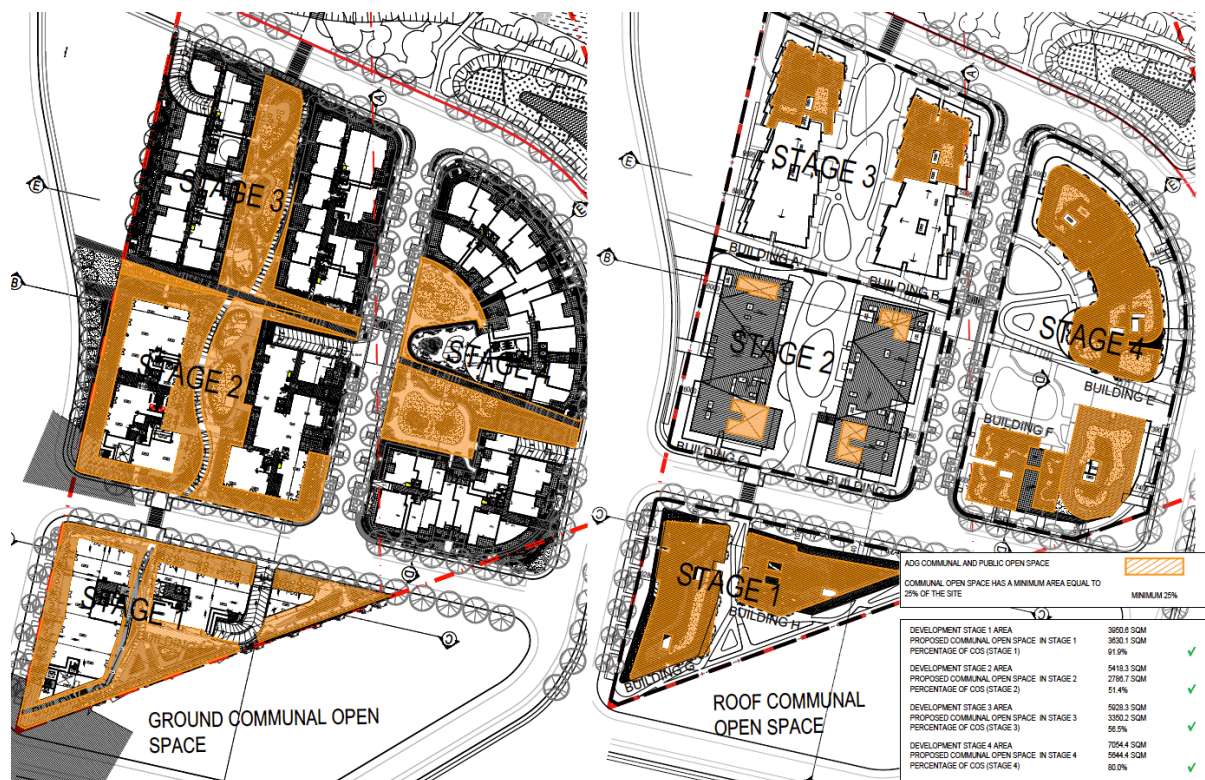 STAGE 3
E
A
E
B
STAGE 2
STAGE
D
C
STAGE
C
GROUND COMMUNAL OPEN
SPACE
A
E
STAGE 3
E
B
BUILDING A
BUILDING B
STAGE 2
STAGE 4
D
BUILDING E
BUILDING F
BUILDING C
C
STAGE 1
BUILDING H
BUILDING G
D
C
ROOF COMMUNAL
OPEN SPACE
ADG COMMUNAL AND PUBLIC OPEN SPACE
COMMUNAL OPEN SPACE HAS A MINIMUM AREA EQUAL TO
25% OF THE SITE MINIMUM 25%
DEVELOPMENT STAGE 1 AREA 3950.6 SQM
PROPOSED COMMUNAL OPEN SPACE IN STAGE 1 3630.1 SQM
PERCENTAGE OF COS (STAGE 1) 91.9% ✓
DEVELOPMENT STAGE 2 AREA 5418.3 SQM
PROPOSED COMMUNAL OPEN SPACE IN STAGE 2 2786.7 SQM
PERCENTAGE OF COS (STAGE 2) 51.4% ✓
DEVELOPMENT STAGE 3 AREA 5928.3 SQM
PROPOSED COMMUNAL OPEN SPACE IN STAGE 3 3350.2 SQM
PERCENTAGE OF COS (STAGE 3) 56.5% ✓
DEVELOPMENT STAGE 4 AREA 7054.4 SQM
PROPOSED COMMUNAL OPEN SPACE IN STAGE 4 5644.4 SQM
PERCENTAGE OF COS (STAGE 4) 80.0% ✓